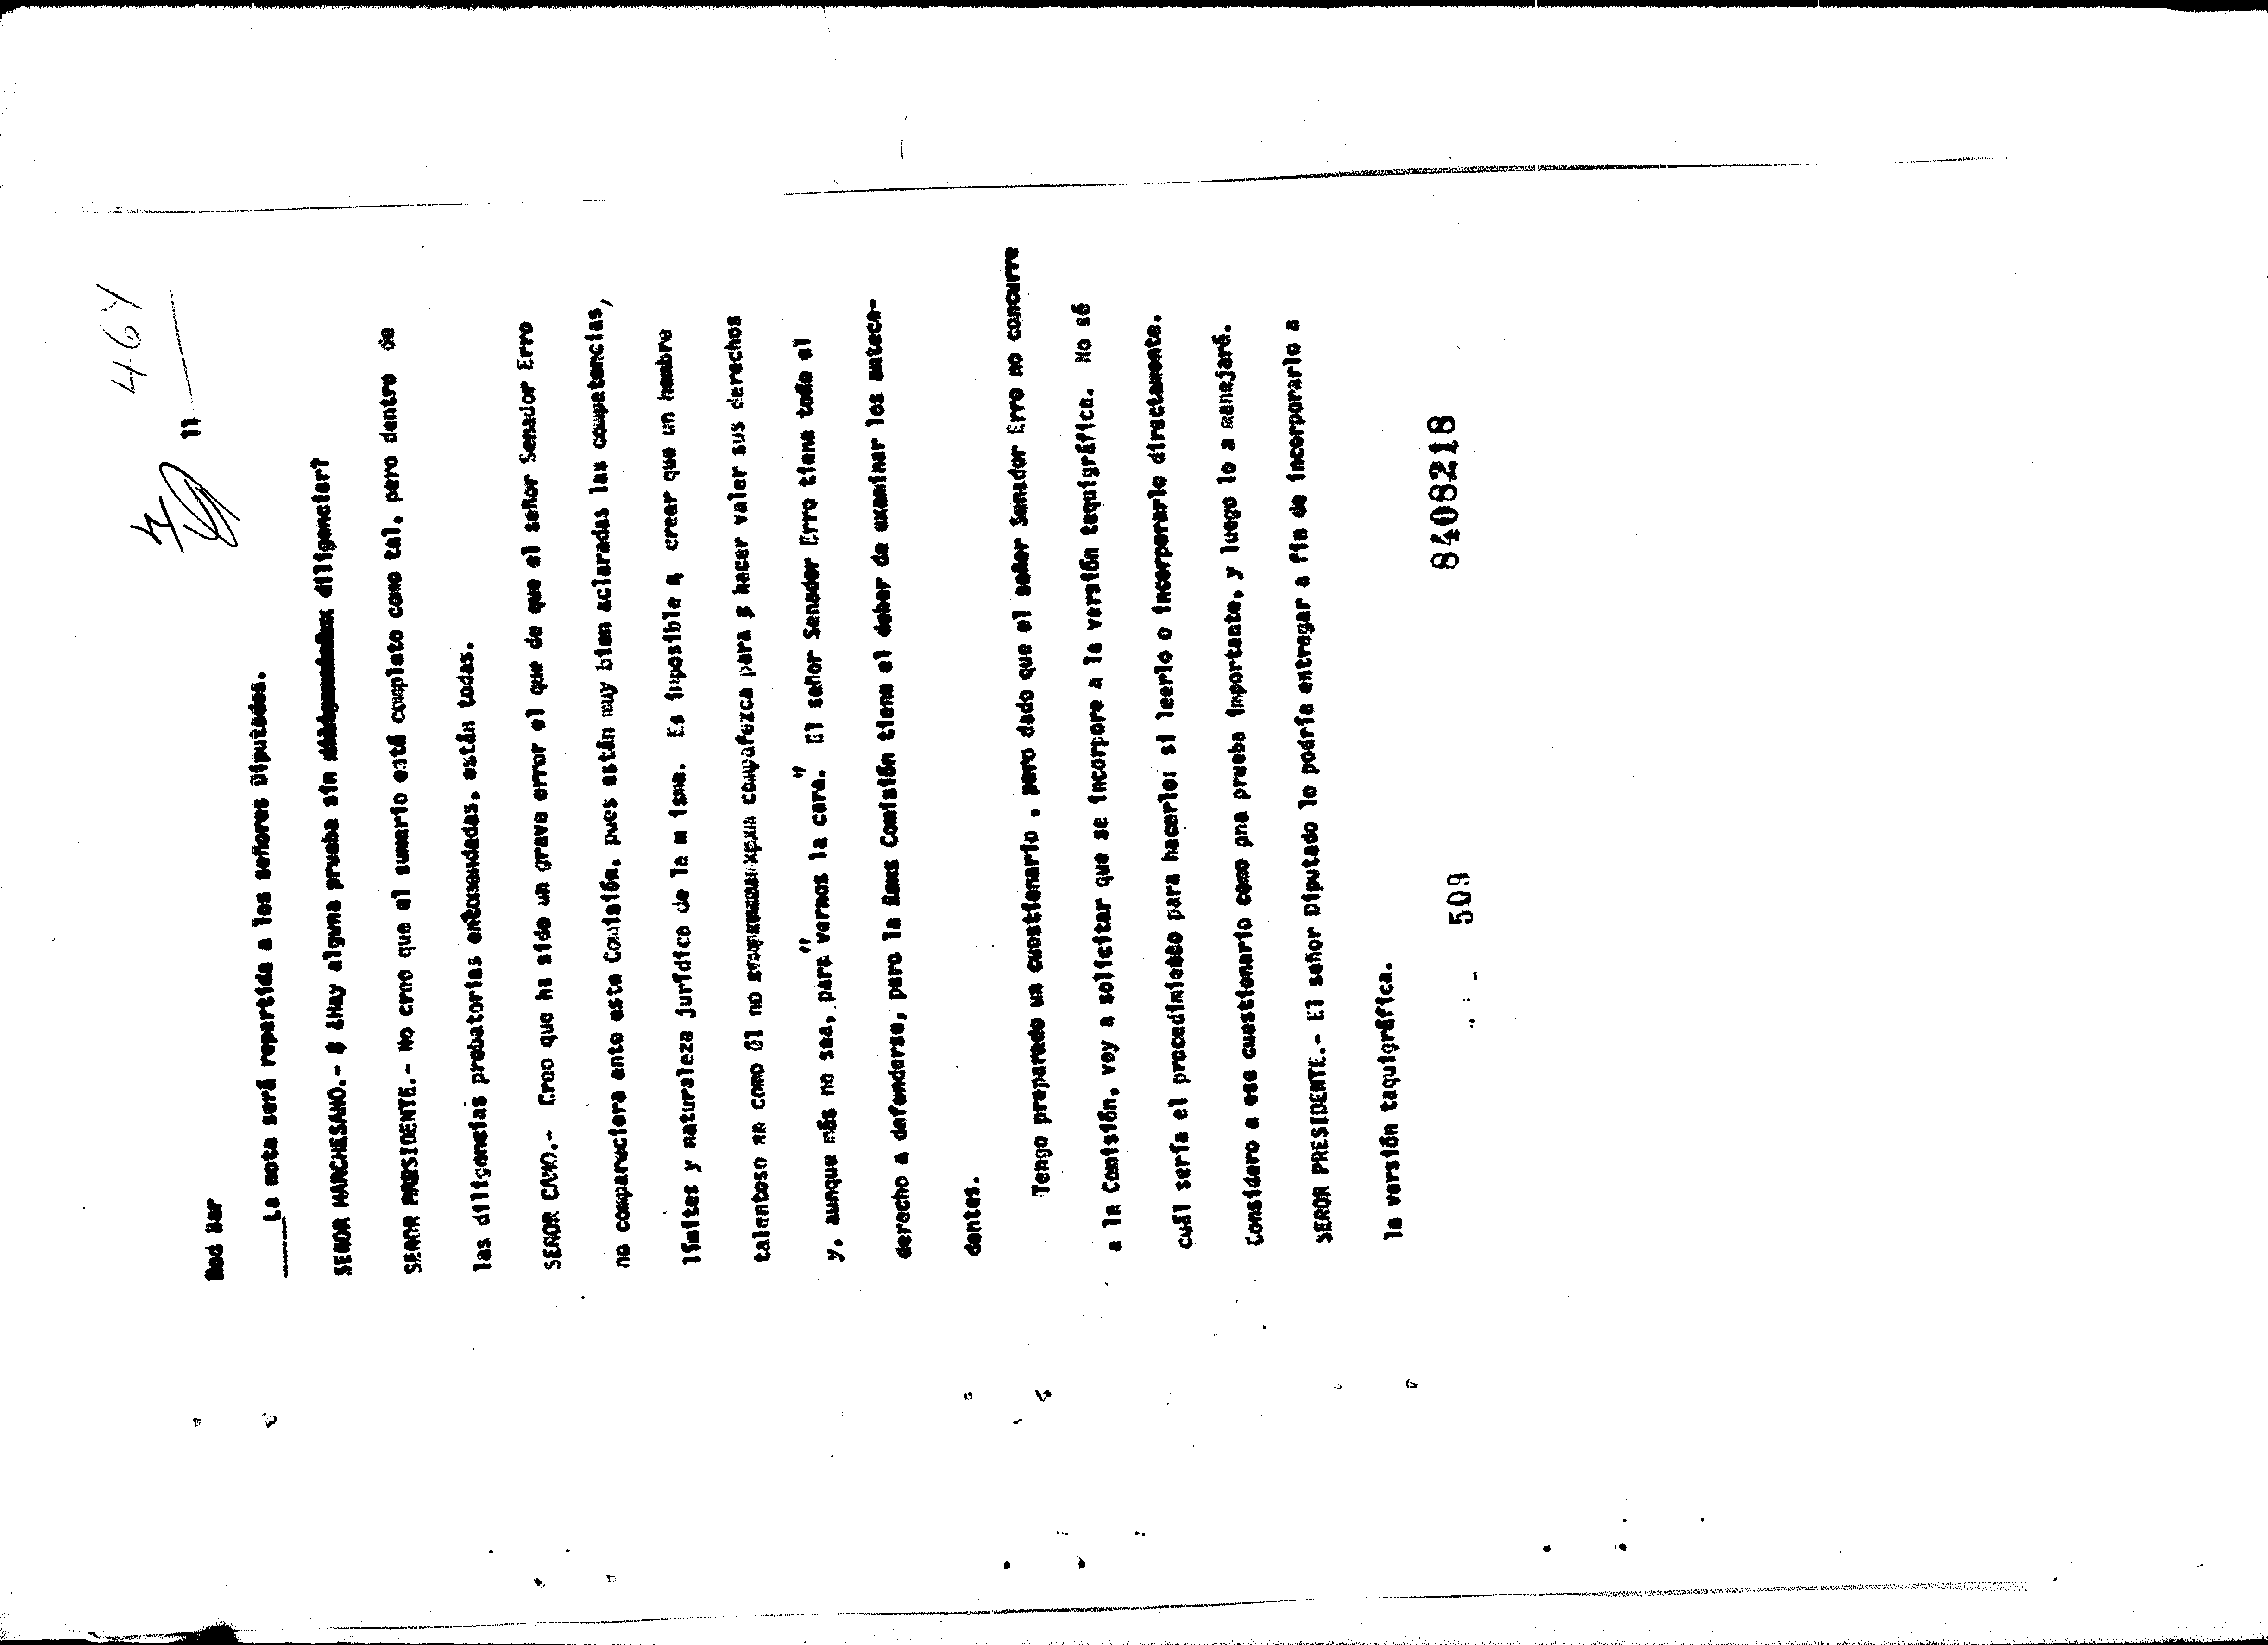 464
11
Rod Bar
La nota será repartida a los señores Diputados.
SEÑOR MARCHESANO.- ¿Hay alguna prueba sin diligenciar?
SEÑOR PRESIDENTE.- No creo que el sumario está completo como tal, pero dentro de
las diligencias probatorias encomendadas, están todas.
SEÑOR CANO.- Creo que ha sido un grave error el que de que el señor Senador Erro
no compareciera ante esta Comisión, pues están muy bien aclaradas las competencias,
límites y naturaleza jurídica de la m isma. Es imposible a creer que un hombre
talentoso como él no comparezca para hacer valer sus derechos
y, aunque más no sea, para "vernos la cara." El señor Senador Erro tiene todo el
derecho a defenderse, pero la Comisión tiene el deber de examinar los antece-
dentes.
Tengo preparado un cuestionario , pero dado que el señor Senador Erro no concurre
a la Comisión, voy a solicitar que se incorpore a la versión taquigráfica. No sé
cuál sería el procedimiento para hacerlo: si leerlo o incorporarlo directamente.
Considero a ese cuestionario como una prueba importante, y luego lo a manejaré.
SEÑOR PRESIDENTE.- El señor Diputado lo podría entregar a fin de incorporarlo a
la versión taquigráfica.
509
8408218